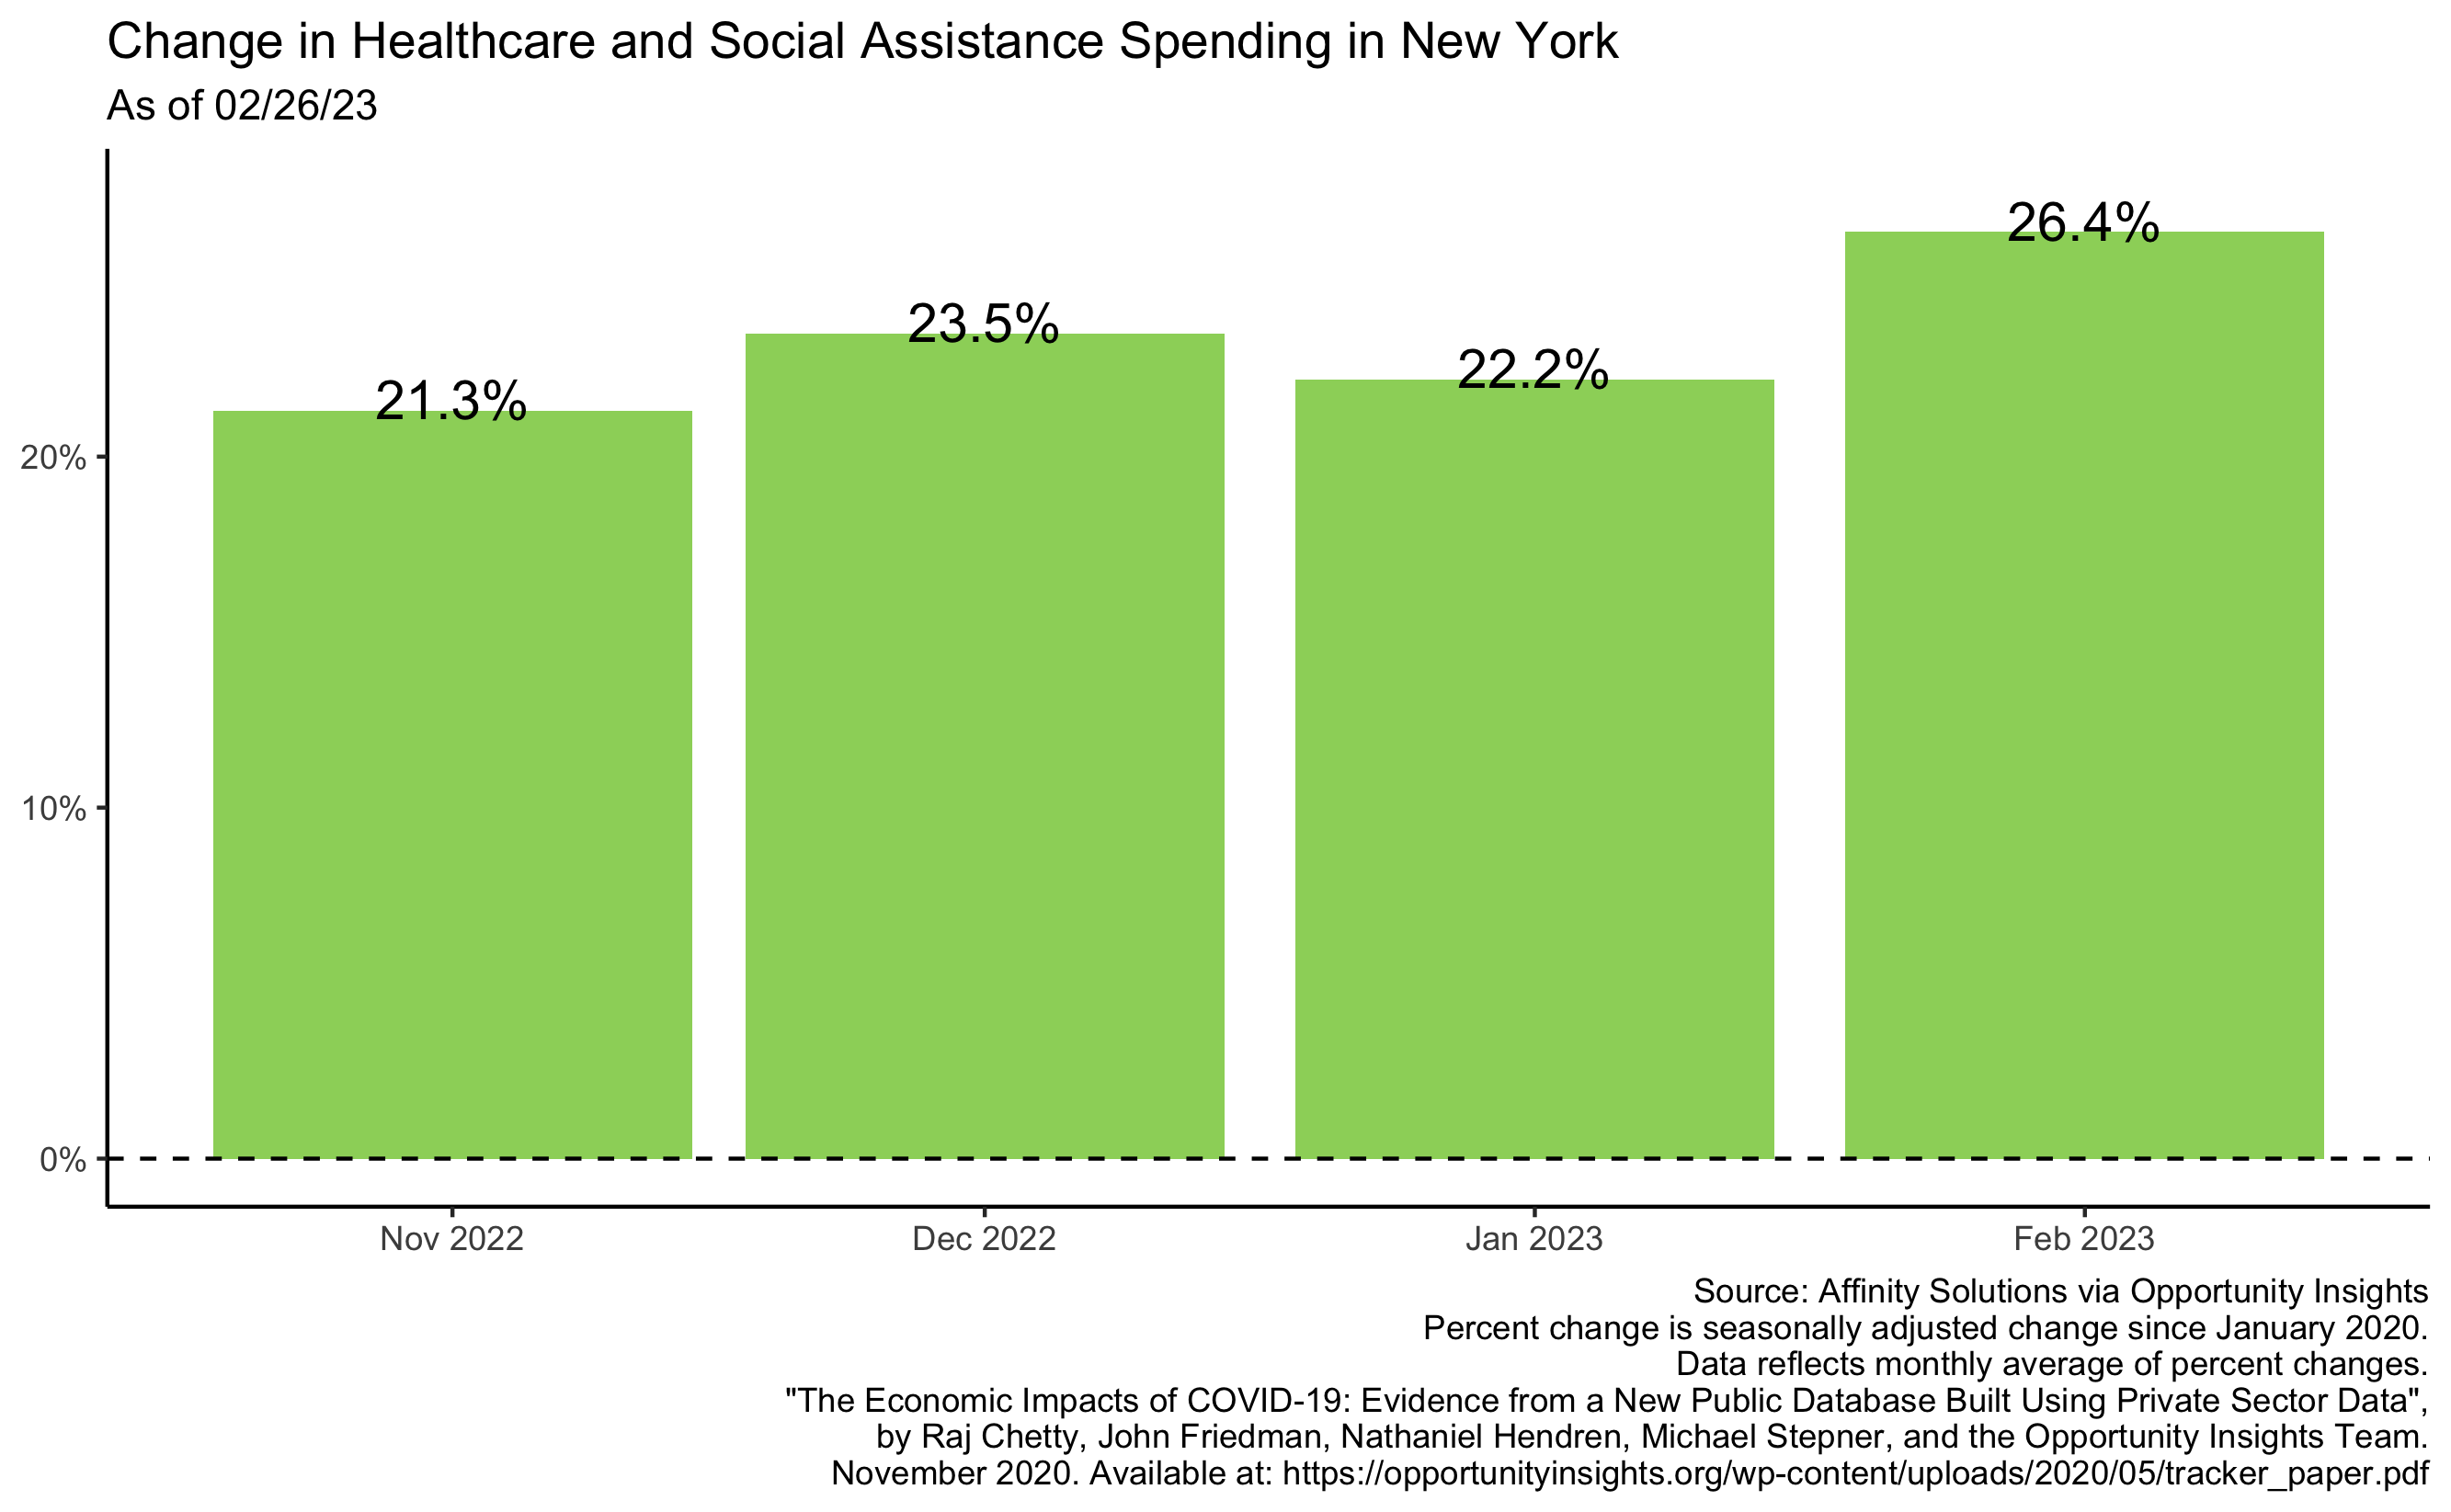 Change in Healthcare and Social Assistance Spending in New York
As of 02/26/23
26.4%
23.5%
22.2%
21.3%
20%
10%
0%
Nov 2022 Dec 2022 Jan 2023 Feb 2023
Source: Affinity Solutions via Opportunity Insights
Percent change is seasonally adjusted change since January 2020.
Data reflects monthly average of percent changes.
"The Economic Impacts of COVID-19: Evidence from a New Public Database Built Using Private Sector Data",
by Raj Chetty, John Friedman, Nathaniel Hendren, Michael Stepner, and the Opportunity Insights Team.
November 2020. Available at: https://opportunityinsights.org/wp-content/uploads/2020/05/tracker_paper.pdf